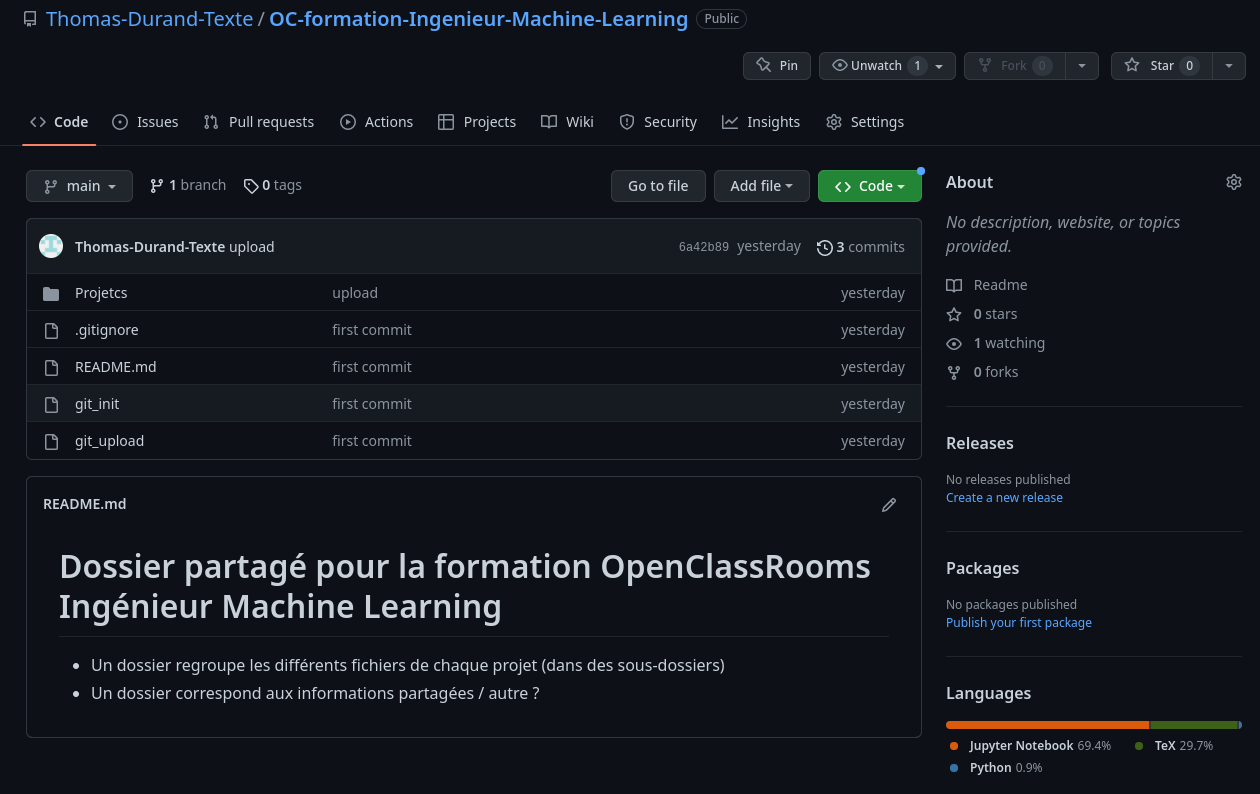 Thomas-Durand-Texte / OC-formation-Ingenieur-Machine-Learning Public
Pin Unwatch 1 Fork 0 Star 0
Code Issues Pull requests Actions Projects Wiki Security Insights Settings
main 1 branch 0 tags Go to file Add file Code
Thomas-Durand-Texte upload 6a42b89 yesterday 3 commits
Projetcs upload yesterday
.gitignore first commit yesterday
README.md first commit yesterday
git_init first commit yesterday
git_upload first commit yesterday
README.md
Dossier partagé pour la formation OpenClassRooms
Ingénieur Machine Learning
Un dossier regroupe les différents fichiers de chaque projet (dans des sous-dossiers)
Un dossier correspond aux informations partagées / autre ?
About
No description, website, or topics
provided.
Readme
0 stars
1 watching
0 forks
Releases
No releases published
Create a new release
Packages
No packages published
Publish your first package
Languages
Jupyter Notebook 69.4% TeX 29.7%
Python 0.9%